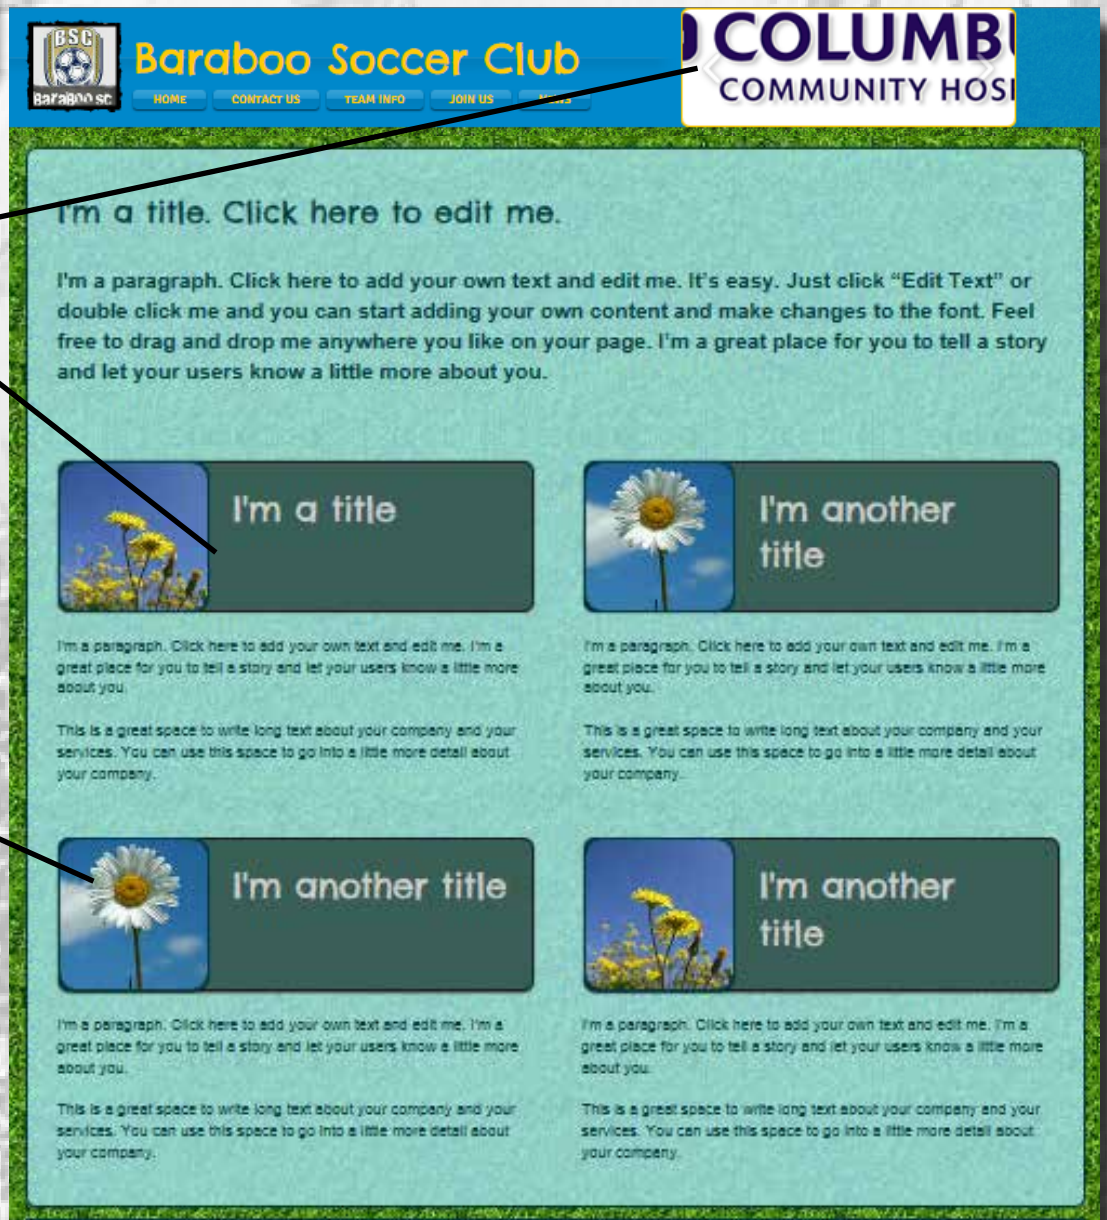 BSC
BaraBoo sc
Baraboo Soccer Club
HOME CONTACT US TEAM INFO JOIN US NEWS
COLUMB
COMMUNITY HOSI
I'm a title. Click here to edit me.
I'm a paragraph. Click here to add your own text and edit me. It's easy. Just click “Edit Text” or
double click me and you can start adding your own content and make changes to the font. Feel
free to drag and drop me anywhere you like on your page. I'm a great place for you to tell a story
and let your users know a little more about you.
I'm a title
I'm a paragraph. Click here to add your own text and edit me. I'm a
great place for you to tell a story and let your users know a little more
about you.
This is a great space to write long text about your company and your
services. You can use this space to go into a little more detail about
your company.
I'm another
title
I'm a paragraph. Click here to add your own text and edit me. I'm a
great place for you to tell a story and let your users know a little more
about you.
This is a great space to write long text about your company and your
services. You can use this space to go into a little more detail about
your company.
I'm another title
I'm a paragraph. Click here to add your own text and edit me. I'm a
great place for you to tell a story and let your users know a little more
about you.
This is a great space to write long text about your company and your
services. You can use this space to go into a little more detail about
your company.
I'm another
title
I'm a paragraph. Click here to add your own text and edit me. I'm a
great place for you to tell a story and let your users know a little more
about you.
This is a great space to write long text about your company and your
services. You can use this space to go into a little more detail about
your company.